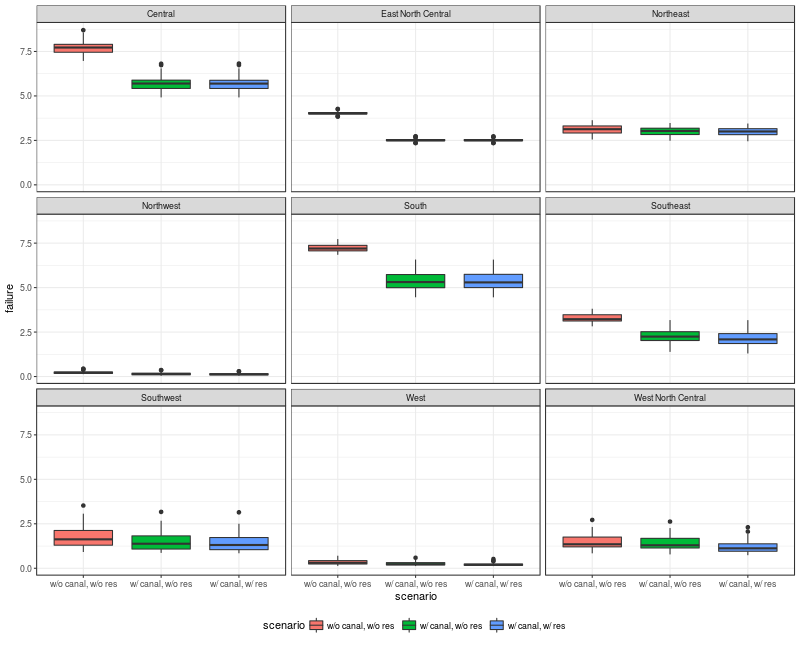 Central East North Central Northeast
7.5
5.0
2.5
0.0
Northwest South Southeast
7.5
5.0
2.5
0.0
failure
Southwest West West North Central
7.5
5.0
2.5
0.0
w/o canal, w/o res w/ canal, w/o res w/ canal, w/ res w/o canal, w/o res w/ canal, w/o res w/ canal, w/ res w/o canal, w/o res w/ canal, w/o res w/ canal, w/ res
scenario
scenario w/o canal, w/o res w/ canal, w/o res w/ canal, w/ res